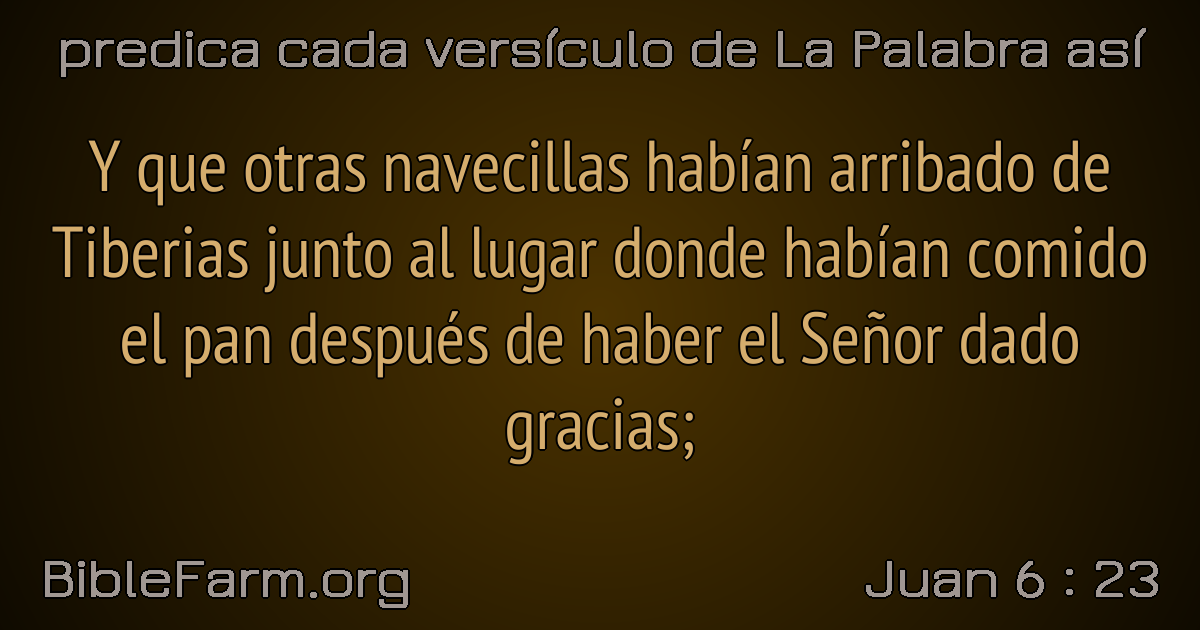 predica cada versículo de La Palabra así
Y que otras navecillas habían arribado de
Tiberias junto al lugar donde habían comido
el pan después de haber el Señor dado
gracias;
BibleFarm.org
Juan 6 : 23